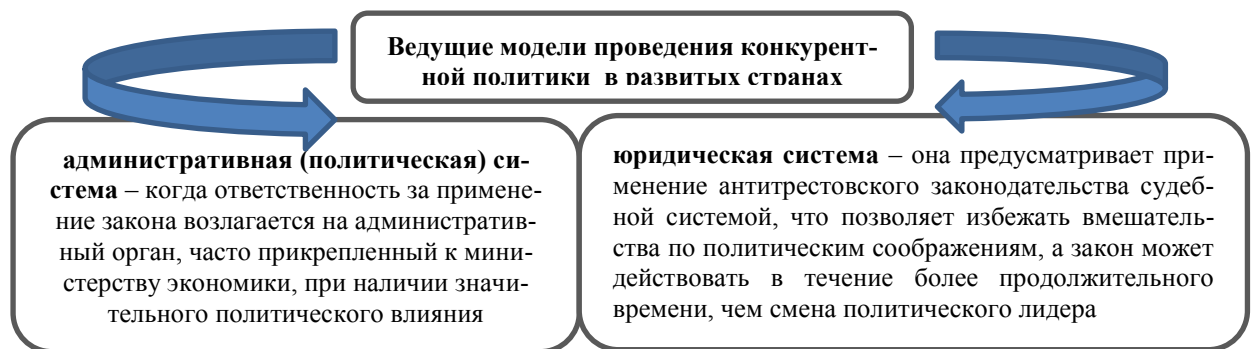 Ведущие модели проведения конкурент-
ной политики в развитых странах
административная (политическая) си-
стема – когда ответственность за примене-
ние закона возлагается на административ-
ный орган, часто прикрепленный к мини-
стерству экономики, при наличии значи-
тельного политического влияния
юридическая система – она предусматривает при-
менение антитрестовского законодательства судеб-
ной системой, что позволяет избежать вмешатель-
ства по политическим соображениям, а закон может
действовать в течение более продолжительного
времени, чем смена политического лидера